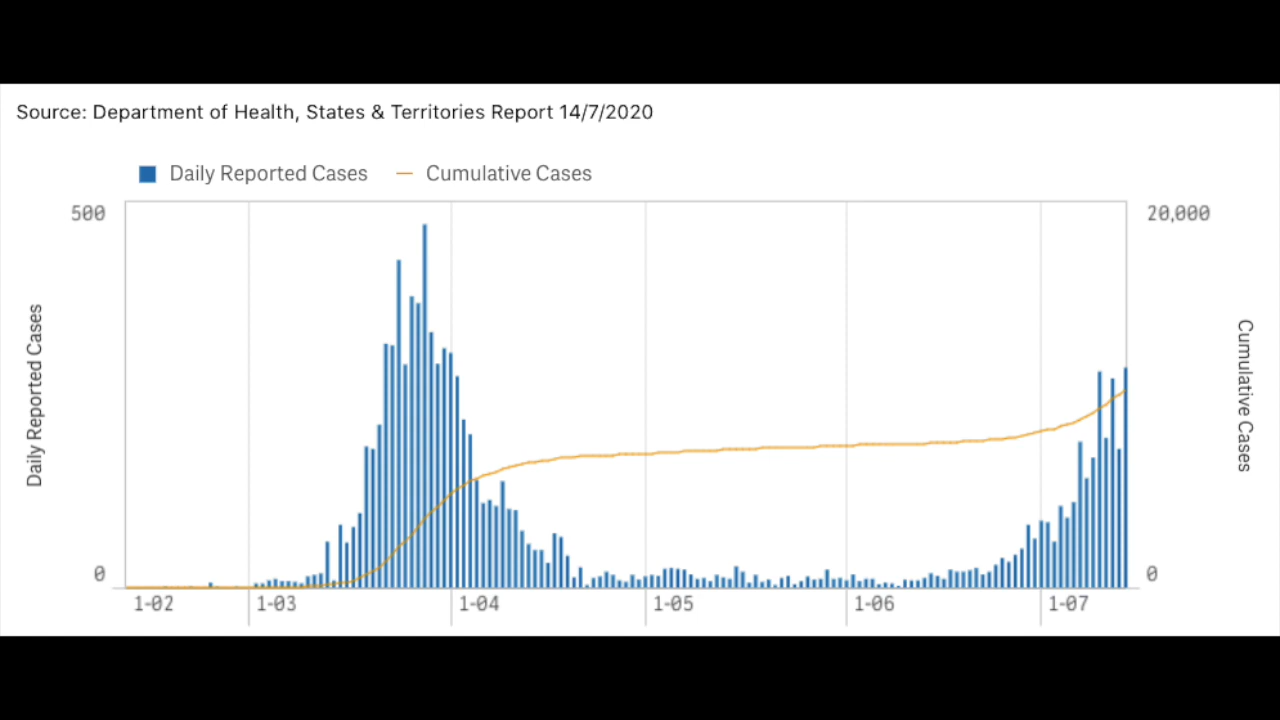 Source: Department of Health, States & Territories Report 14/7/2020
Daily Reported Cases
Cumulative Cases
500
20,000
Daily Reported Cases
Cumulative Cases
0
0
1-02
1-03
1-04
1-05
1-06
1-07